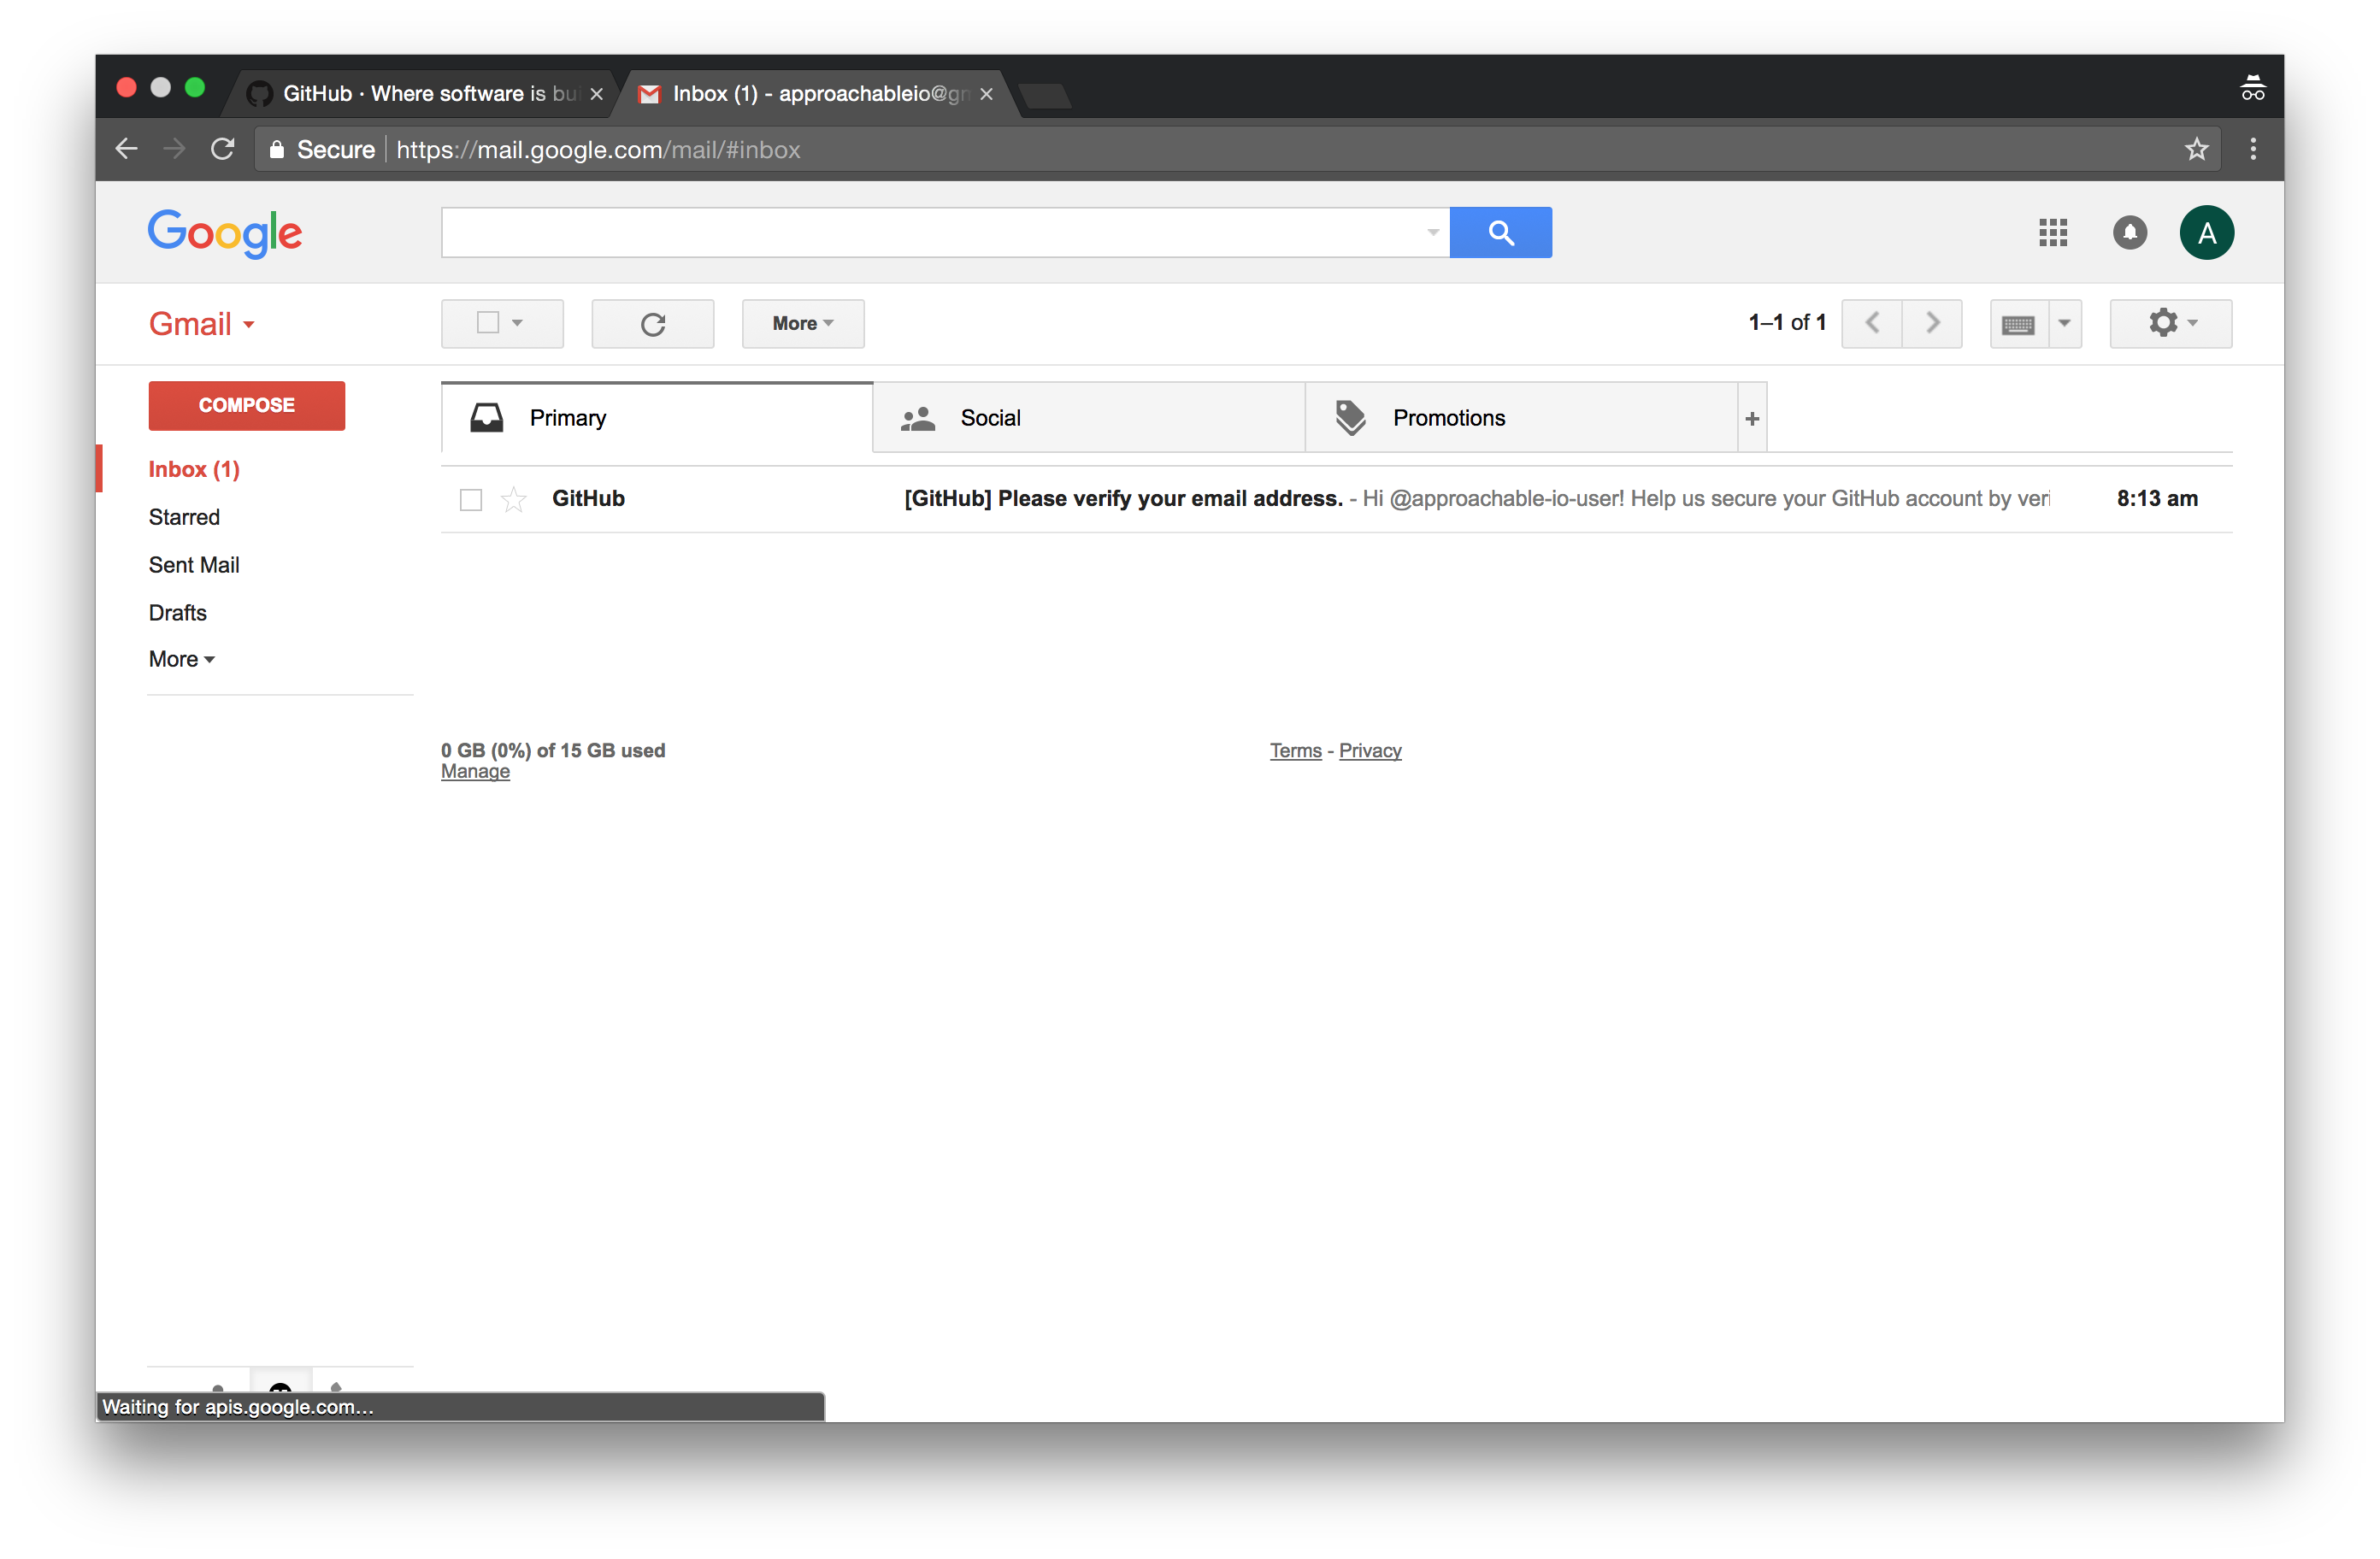 GitHub · Where software is bui
Inbox (1) - approachableio@gm
Secure https://mail.google.com/mail/#inbox
Google
A
Gmail
More
1–1 of 1
COMPOSE
Primary
Social
Promotions
+
Inbox (1)
GitHub [GitHub] Please verify your email address. - Hi @approachable-io-user! Help us secure your GitHub account by veri 8:13 am
Starred
Sent Mail
Drafts
More
0 GB (0%) of 15 GB used
Manage
Terms - Privacy
Waiting for apis.google.com...